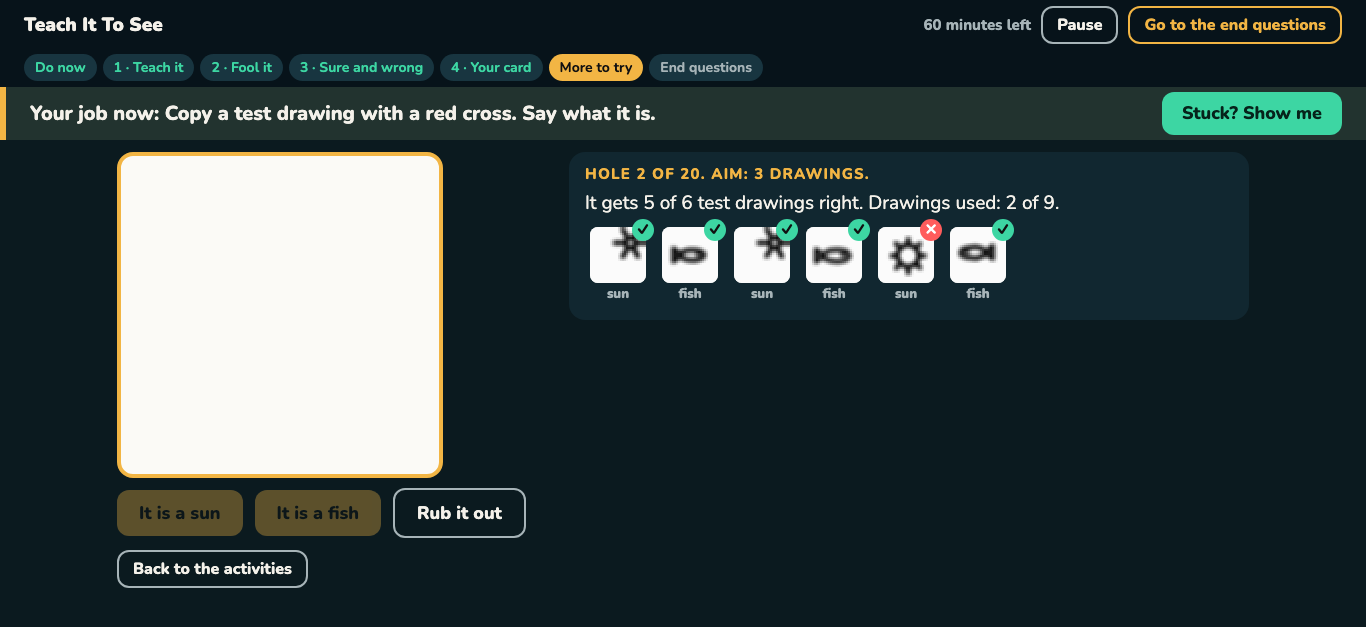 Teach It To See
60 minutes left
Pause
Go to the end questions
Do now
1 · Teach it
2 · Fool it
3 · Sure and wrong
4 · Your card
More to try
End questions
Your job now: Copy a test drawing with a red cross. Say what it is.
Stuck? Show me
HOLE 2 OF 20. AIM: 3 DRAWINGS.
It gets 5 of 6 test drawings right. Drawings used: 2 of 9.
sun
fish
sun
fish
sun
fish
It is a sun
It is a fish
Rub it out
Back to the activities